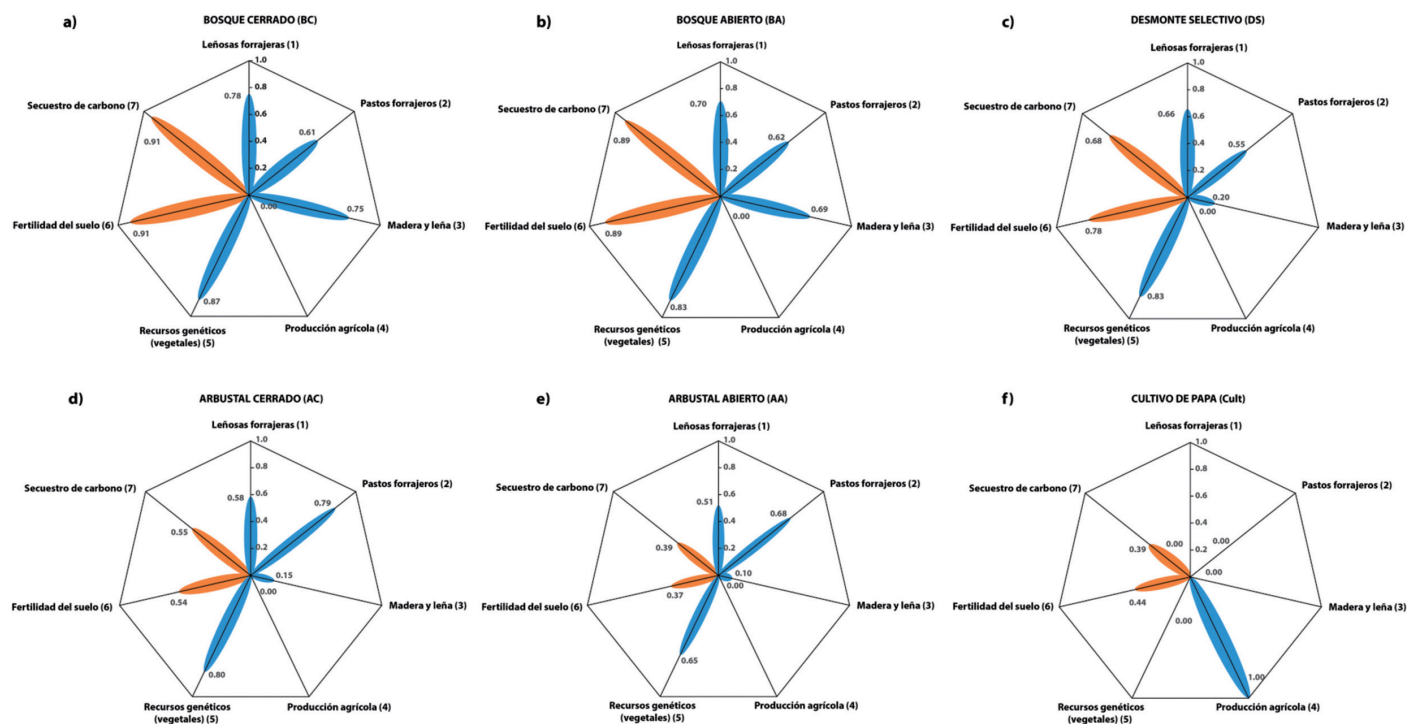 a)
BOSQUE CERRADO (BC)
Leñosas forrajeras (1)
1.0
0.8
0.78
0.6
0.4
0.2
Pastos forrajeros (2)
0.61
Secuestro de carbono (7)
0.91
0.00
0.75
Madera y leña (3)
Fertilidad del suelo (6)
0.91
0.87
Recursos genéticos
(vegetales) (5)
Producción agrícola (4)
b)
BOSQUE ABIERTO (BA)
Leñosas forrajeras (1)
1.0
0.8
0.70
0.6
0.4
0.2
Pastos forrajeros (2)
0.62
Secuestro de carbono (7)
0.89
0.00
0.69
Madera y leña (3)
Fertilidad del suelo (6)
0.89
0.83
Recursos genéticos
(vegetales) (5)
Producción agrícola (4)
c)
DESMONTE SELECTIVO (DS)
Leñosas forrajeras (1)
1.0
0.8
0.66
0.6
0.4
0.2
Pastos forrajeros (2)
0.55
Secuestro de carbono (7)
0.68
0.20
0.00
Madera y leña (3)
Fertilidad del suelo (6)
0.78
0.83
Recursos genéticos
(vegetales) (5)
Producción agrícola (4)
d)
ARBUSTAL CERRADO (AC)
Leñosas forrajeras (1)
1.0
0.8
0.6
0.58
0.4
0.2
Pastos forrajeros (2)
0.79
Secuestro de carbono (7)
0.55
0.15
0.00
Madera y leña (3)
Fertilidad del suelo (6)
0.54
0.80
Recursos genéticos
(vegetales) (5)
Producción agrícola (4)
e)
ARBUSTAL ABIERTO (AA)
Leñosas forrajeras (1)
1.0
0.8
0.6
0.51
0.4
0.2
Pastos forrajeros (2)
0.68
Secuestro de carbono (7)
0.39
0.10
0.00
Madera y leña (3)
Fertilidad del suelo (6)
0.37
0.65
Recursos genéticos
(vegetales) (5)
Producción agrícola (4)
f)
CULTIVO DE PAPA (Cult)
Leñosas forrajeras (1)
1.0
0.8
0.6
0.4
0.2
Pastos forrajeros (2)
Secuestro de carbono (7)
0.39
0.00
0.00
0.00
Madera y leña (3)
Fertilidad del suelo (6)
0.44
0.00
1.00
Recursos genéticos
(vegetales) (5)
Producción agrícola (4)